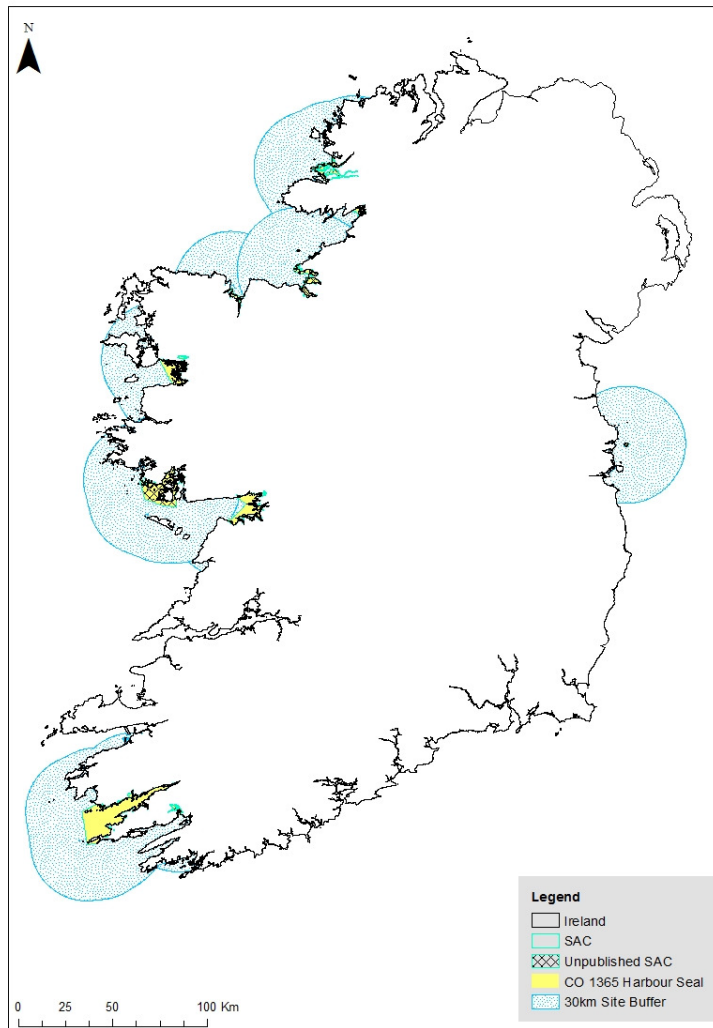 N
Legend
Ireland
SAC
Unpublished SAC
CO 1365 Harbour Seal
30km Site Buffer
0 25 50 100 Km